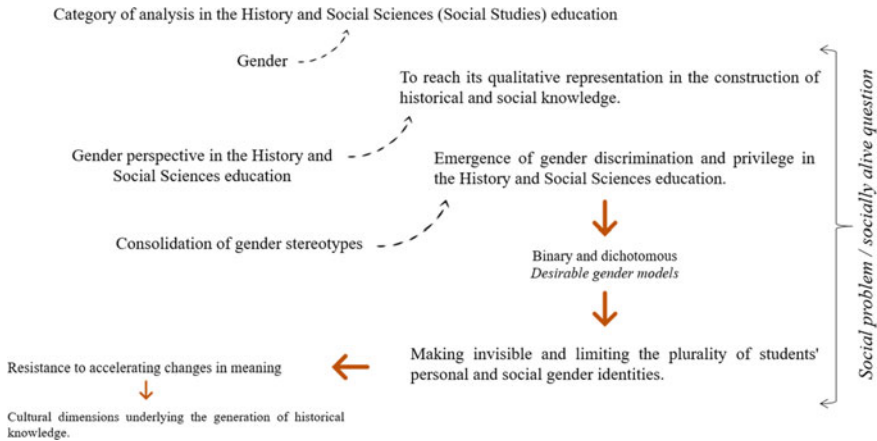 Category of analysis in the History and Social Sciences (Social Studies) education
Gender
To reach its qualitative representation in the construction of
historical and social knowledge.
Gender perspective in the History and
Social Sciences education
Emergence of gender discrimination and privilege in
the History and Social Sciences education.
Consolidation of gender stereotypes
Binary and dichotomous
Desirable gender models
Making invisible and limiting the plurality of students'
personal and social gender identities.
Resistance to accelerating changes in meaning
Cultural dimensions underlying the generation of historical
knowledge.
Social problem / socially alive question